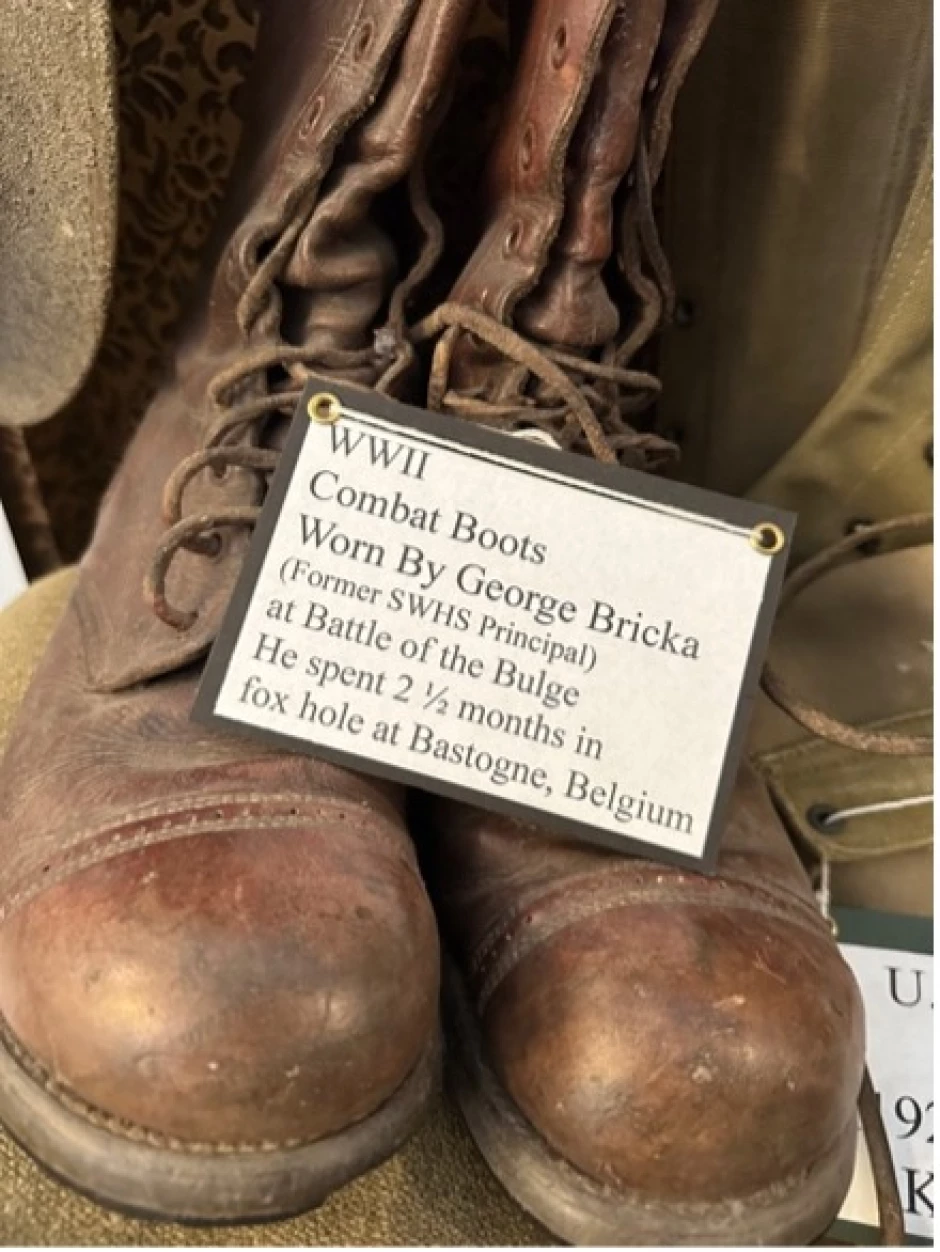 WWII
Combat Boots
Worn By George Bricka
(Former SWHS Principal)
at Battle of the Bulge
He spent 2 ½ months in
fox hole at Bastogne, Belgium
U.
92
K